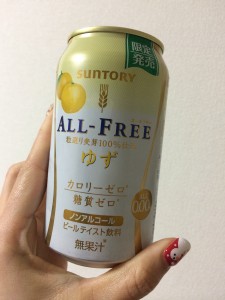 限定
発売
SUNTORY
ALL-FREE
ゆず
カロリーゼロ
糖質ゼロ
ノンアルコール
ビールテイスト飲料
無果汁